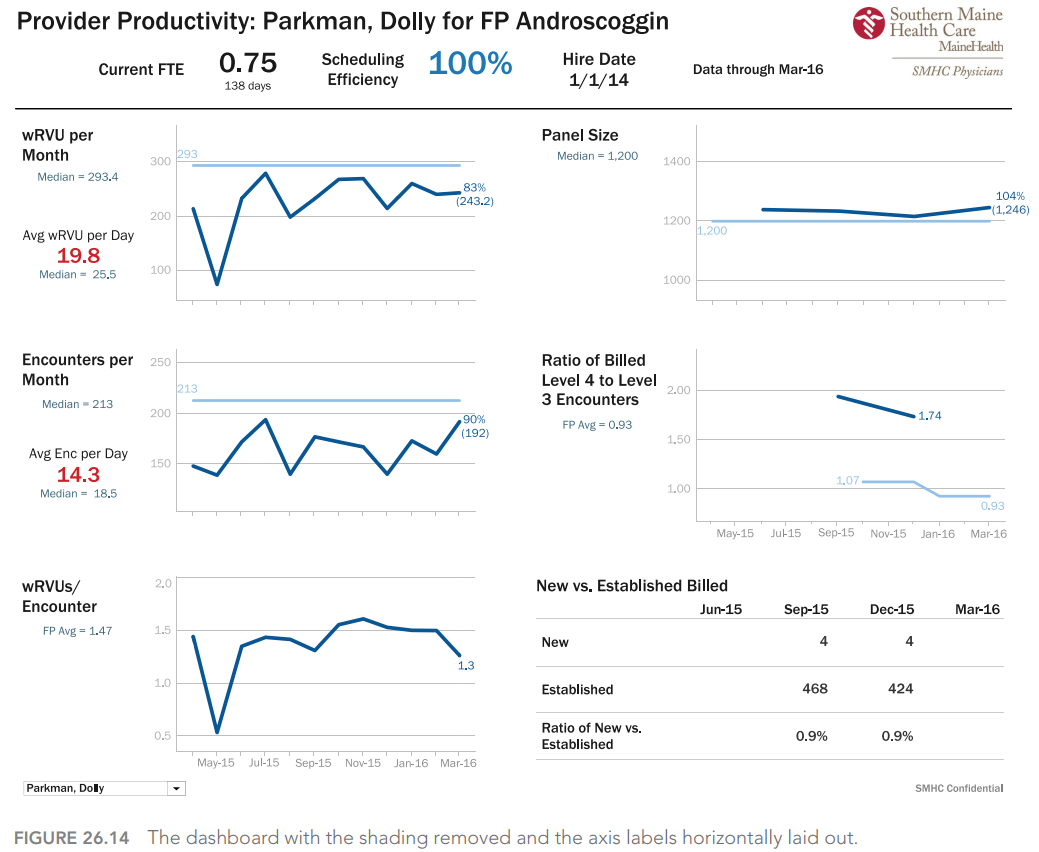 Provider Productivity: Parkman, Dolly for FP Androscoggin
Southern Maine
Health Care
MaineHealth
SMHC Physicians
Current FTE
0.75
138 days
Scheduling
Efficiency
100%
Hire Date
1/1/14
Data through Mar-16
wRVU per
Month
Median = 293.4
Avg wRVU per Day
19.8
Median = 25.5
300
200
100
293
83%
(243.2)
Panel Size
Median = 1,200
1400
1200
1000
1,200
104%
(1,246)
Encounters per
Month
Median = 213
Avg Enc per Day
14.3
Median = 18.5
250
200
150
213
90%
(192)
Ratio of Billed
Level 4 to Level
3 Encounters
FP Avg = 0.93
2.00
1.50
1.00
1.74
1.07
0.93
May-15 Jul-15 Sep-15 Nov-15 Jan-16 Mar-16
wRVUs/
Encounter
FP Avg = 1.47
2.0
1.5
1.0
0.5
1.3
May-15 Jul-15 Sep-15 Nov-15 Jan-16 Mar-16
New vs. Established Billed
Jun-15 Sep-15 Dec-15 Mar-16
New 4 4
Established 468 424
Ratio of New vs.
Established 0.9% 0.9%
Parkman, Dolly
SMHC Confidential
FIGURE 26.14 The dashboard with the shading removed and the axis labels horizontally laid out.